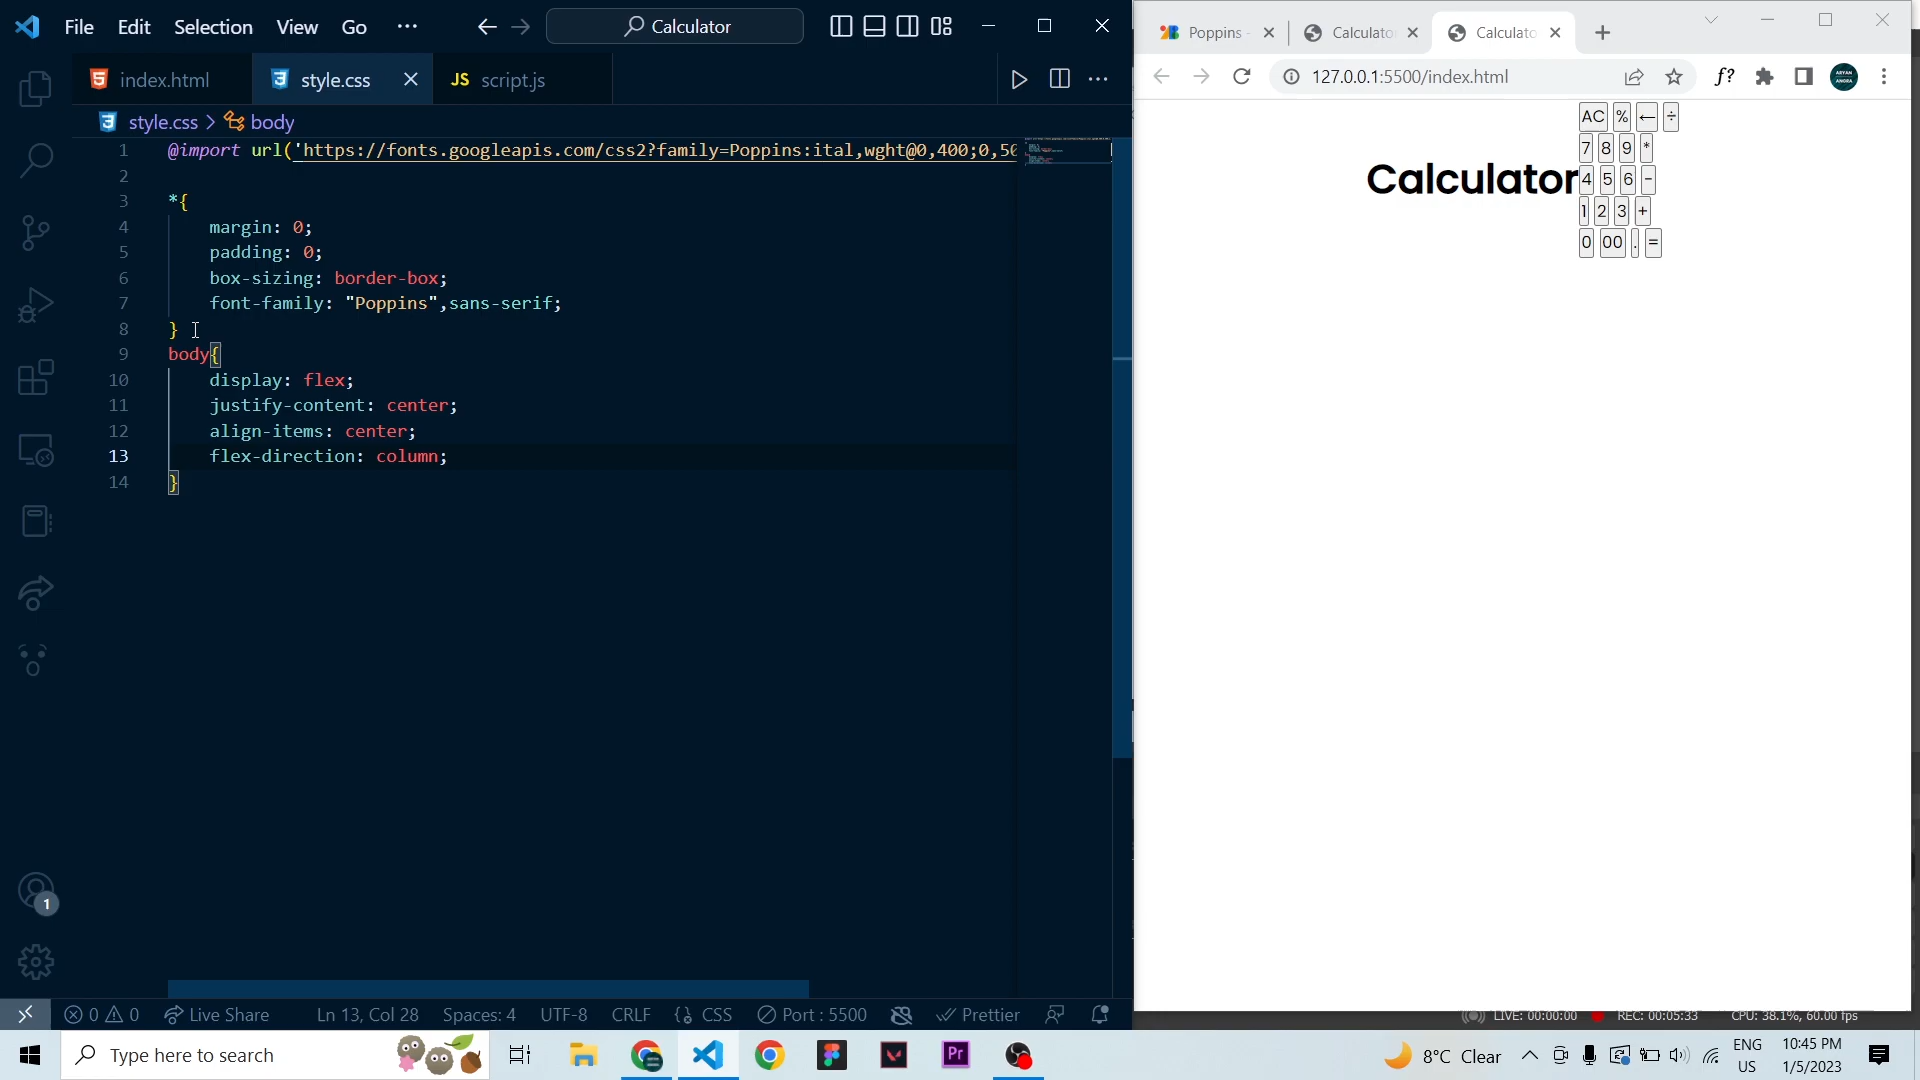 File Edit Selection View Go ··· Calculator
index.html style.css JS script.js
style.css > body
1 @import url('https://fonts.googleapis.com/css2?family=Poppins:ital,wght@0,400;0,50
2
3 *{
4 margin: 0;
5 padding: 0;
6 box-sizing: border-box;
7 font-family: "Poppins",sans-serif;
8 }
9 body{
10 display: flex;
11 justify-content: center;
12 align-items: center;
13 flex-direction: column;
14 }
1
0 0 Live Share Ln 13, Col 28 Spaces: 4 UTF-8 CRLF {} CSS Port : 5500 Prettier
Poppins - Calculato Calculato
127.0.0.1:5500/index.html f?
AC % ← ÷
7 8 9 *
Calculator 4 5 6 -
1 2 3 +
0 00 . =
LIVE: 00:00:00 REC: 00:05:33 CPU: 38.1%, 60.00 fps
Type here to search Pr 8°C Clear ENG US 10:45 PM 1/5/2023